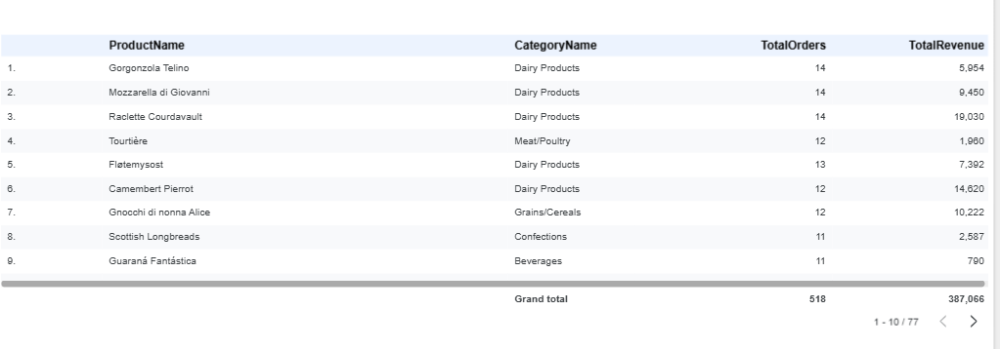 ProductName CategoryName TotalOrders TotalRevenue
1. Gorgonzola Telino Dairy Products 14 5,954
2. Mozzarella di Giovanni Dairy Products 14 9,450
3. Raclette Courdavault Dairy Products 14 19,030
4. Tourtière Meat/Poultry 12 1,960
5. Fløtemysost Dairy Products 13 7,392
6. Camembert Pierrot Dairy Products 12 14,620
7. Gnocchi di nonna Alice Grains/Cereals 12 10,222
8. Scottish Longbreads Confections 11 2,587
9. Guaraná Fantástica Beverages 11 790
Grand total 518 387,066
1 - 10 / 77